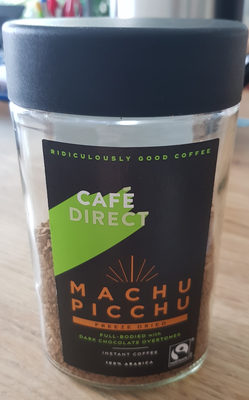 RIDICULOUSLY GOOD COFFEE
CAFÉ
DIRECT
MACHU
PICCHU
FREEZE DRIED
FULL-BODIED with
DARK CHOCOLATE OVERTONES
INSTANT COFFEE
100% ARABICA
FAIRTRADE